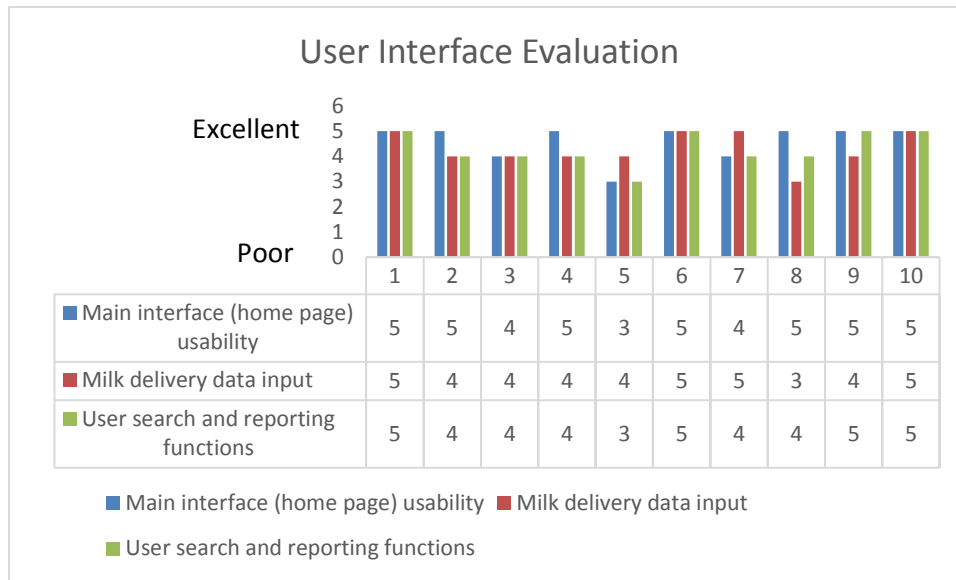 User Interface Evaluation
6
Excellent 5
4
3
2
1
Poor 0
1 2 3 4 5 6 7 8 9 10
Main interface (home page)
usability 5 5 4 5 3 5 4 5 5 5
Milk delivery data input 5 4 4 4 4 5 5 3 4 5
User search and reporting
functions 5 4 4 4 3 5 4 4 5 5
Main interface (home page) usability Milk delivery data input
User search and reporting functions